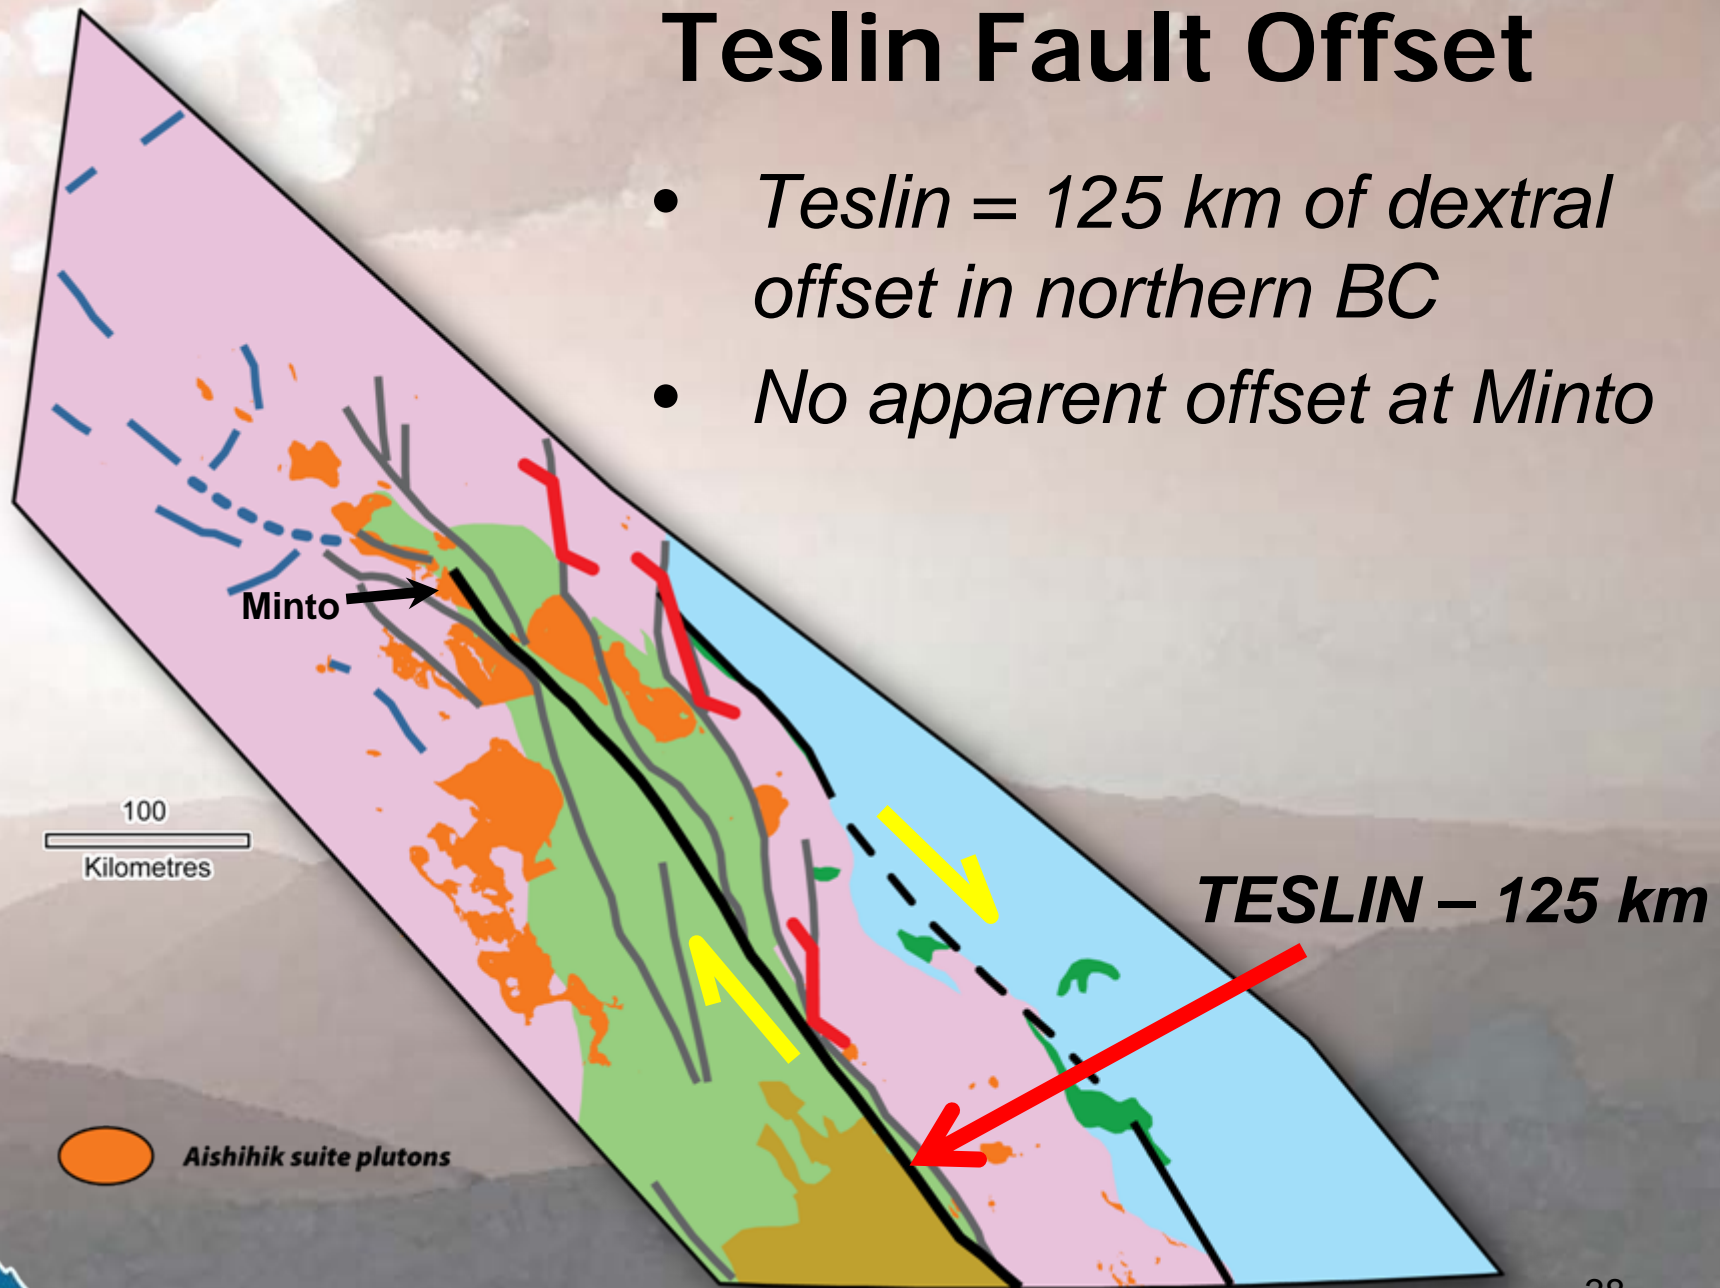 Teslin Fault Offset
• Teslin = 125 km of dextral
offset in northern BC
• No apparent offset at Minto
Minto
100
Kilometres
TESLIN – 125 km
Aishihik suite plutons